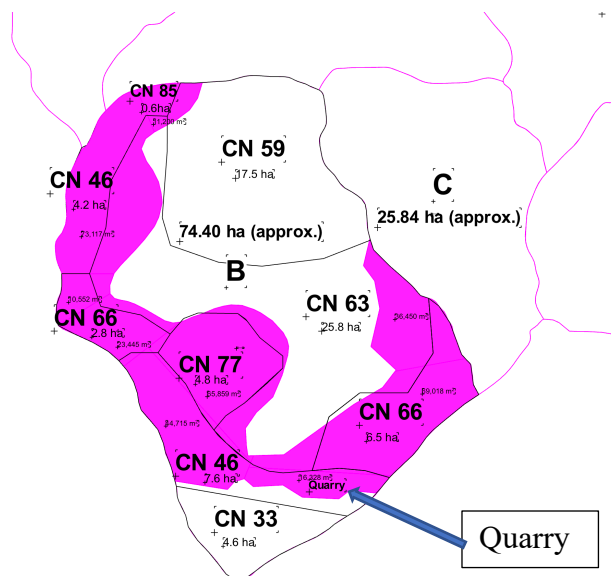 CN 85
0.6ha
CN 59
17.5 ha
CN 46
4.2 ha
C
25.84 ha (approx.)
74.40 ha (approx.)
B
CN 63
25.8 ha
CN 66
2.8 ha
CN 77
4.8 ha
CN 66
6.5 ha
CN 46
7.6 ha
Quarry
CN 33
4.6 ha
Quarry